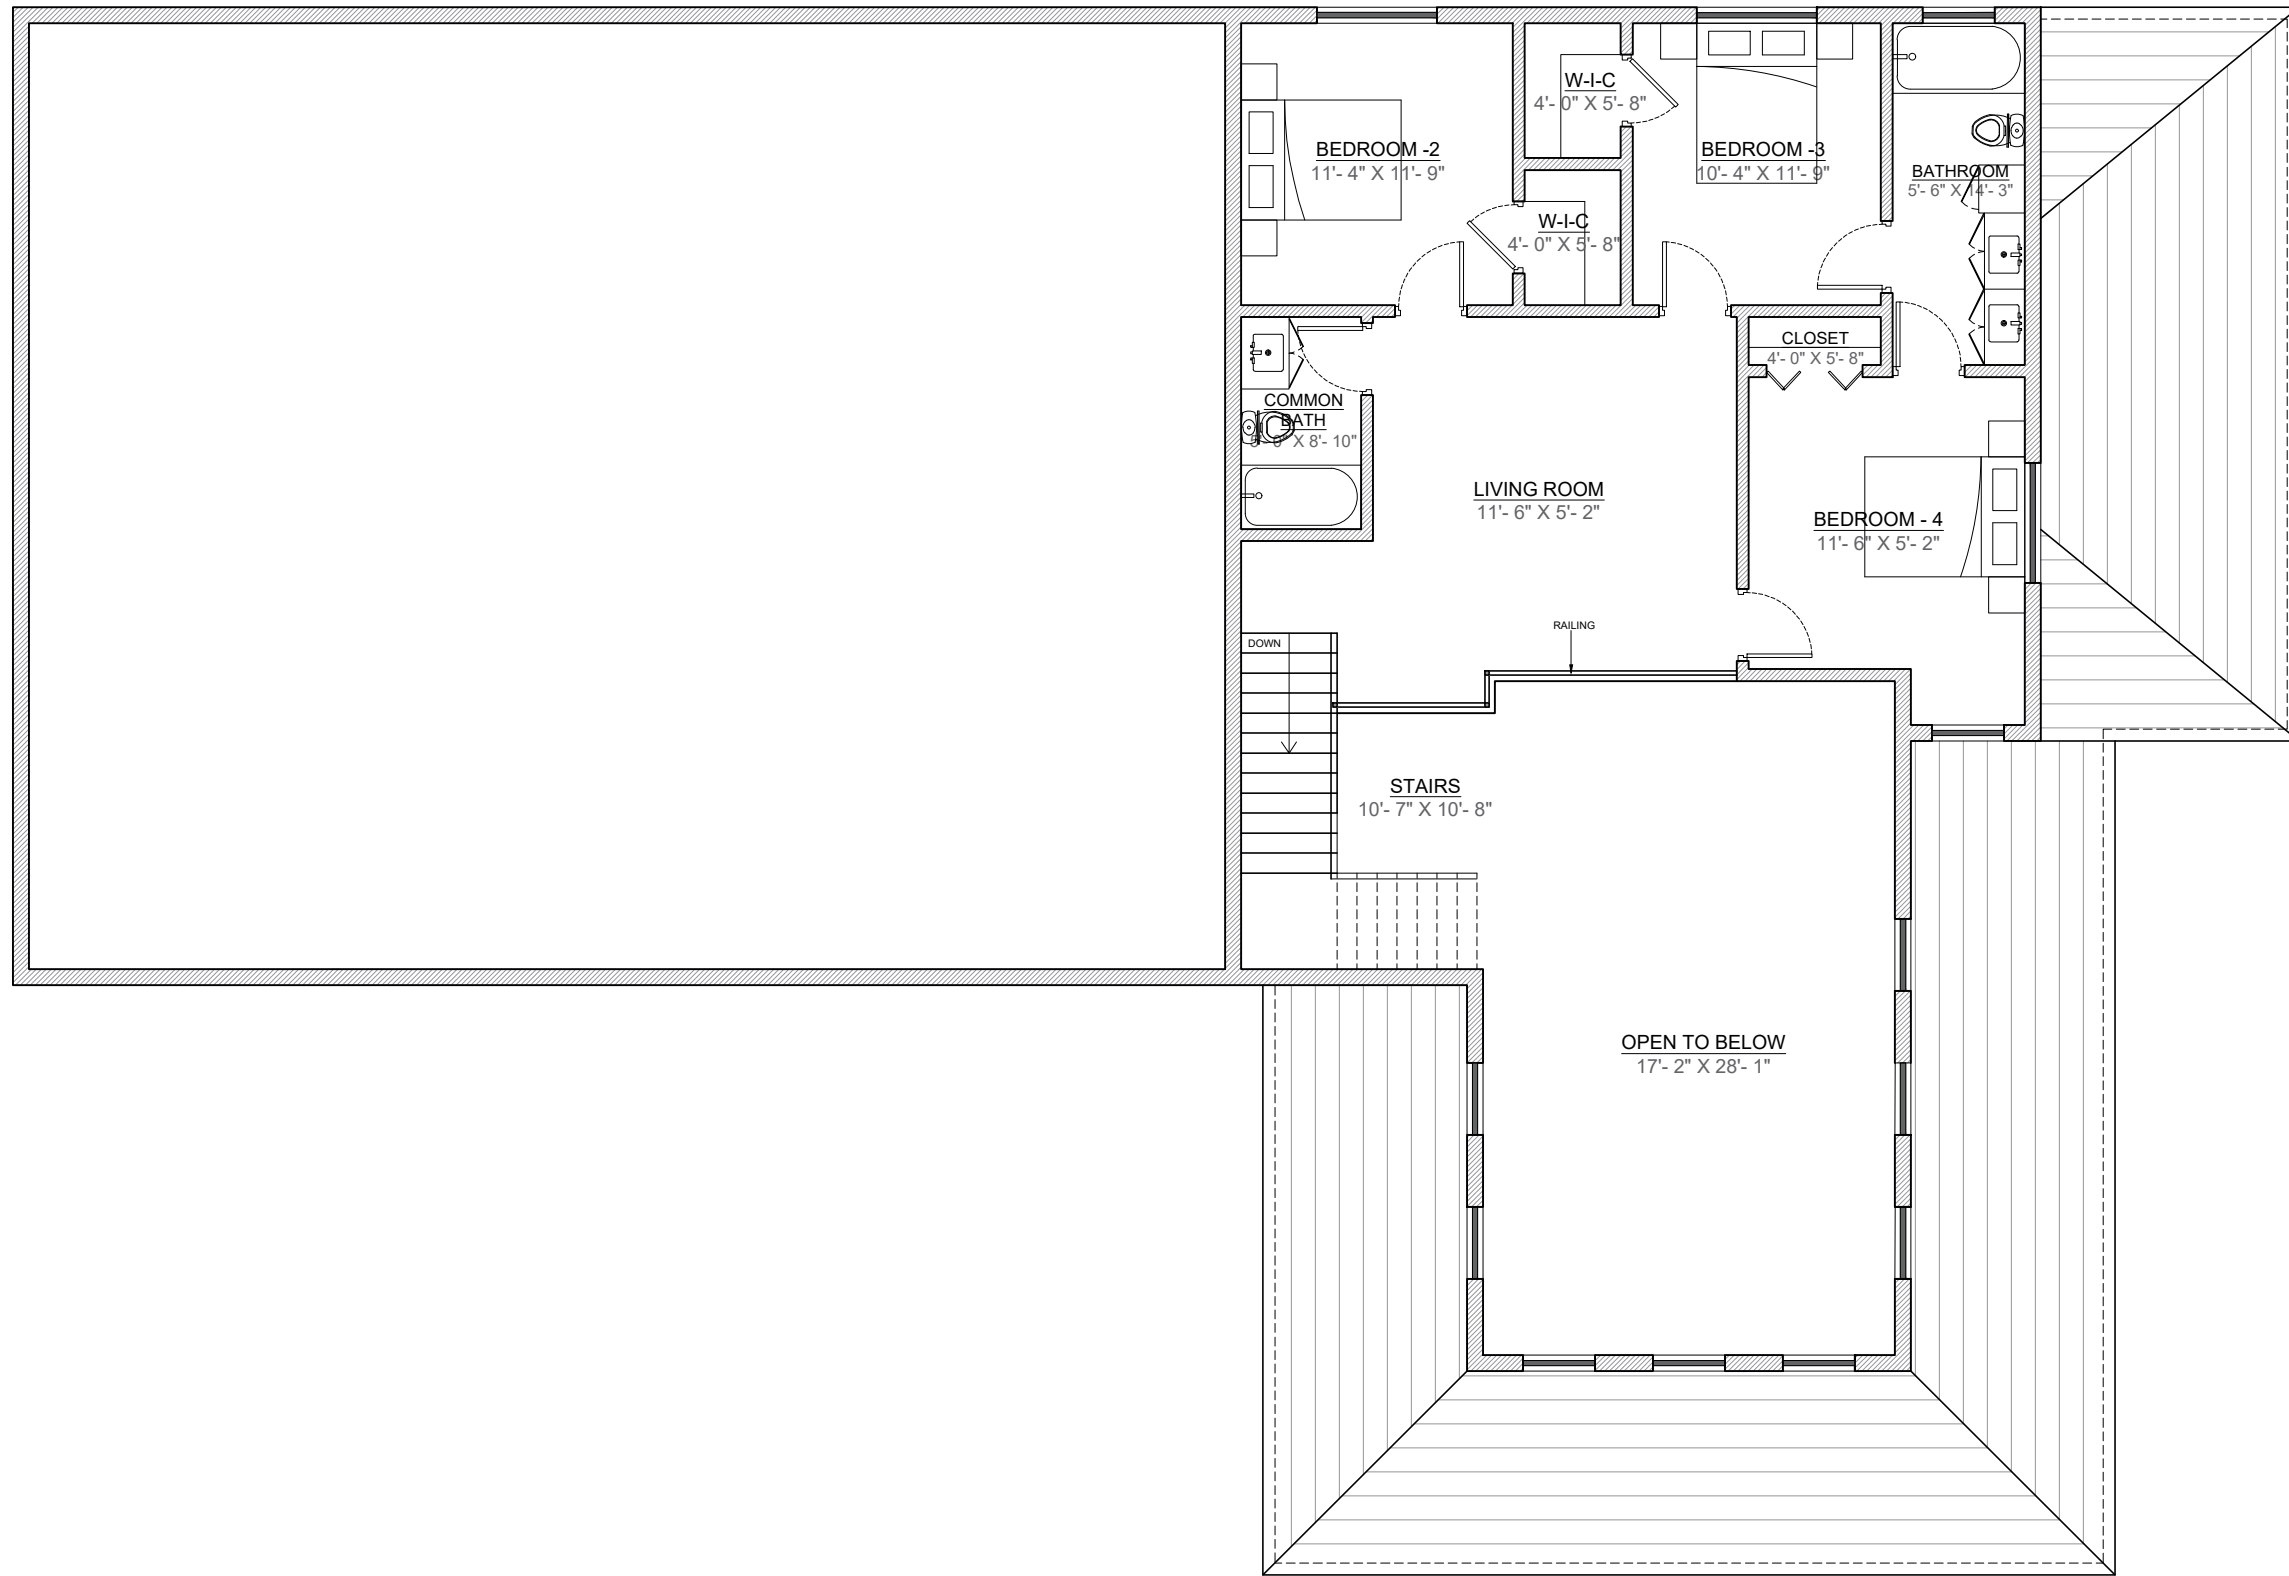 W-I-C
4'- 0" X 5'- 8"
BEDROOM -2
11'- 4" X 11'- 9"
BEDROOM -3
10'- 4" X 11'- 9"
BATHROOM
5'- 6" X 14'- 3"
W-I-C
4'- 0" X 5'- 8"
CLOSET
4'- 0" X 5'- 8"
COMMON
BATH
5'- 0" X 8'- 10"
LIVING ROOM
11'- 6" X 5'- 2"
BEDROOM - 4
11'- 6" X 5'- 2"
RAILING
DOWN
STAIRS
10'- 7" X 10'- 8"
OPEN TO BELOW
17'- 2" X 28'- 1"